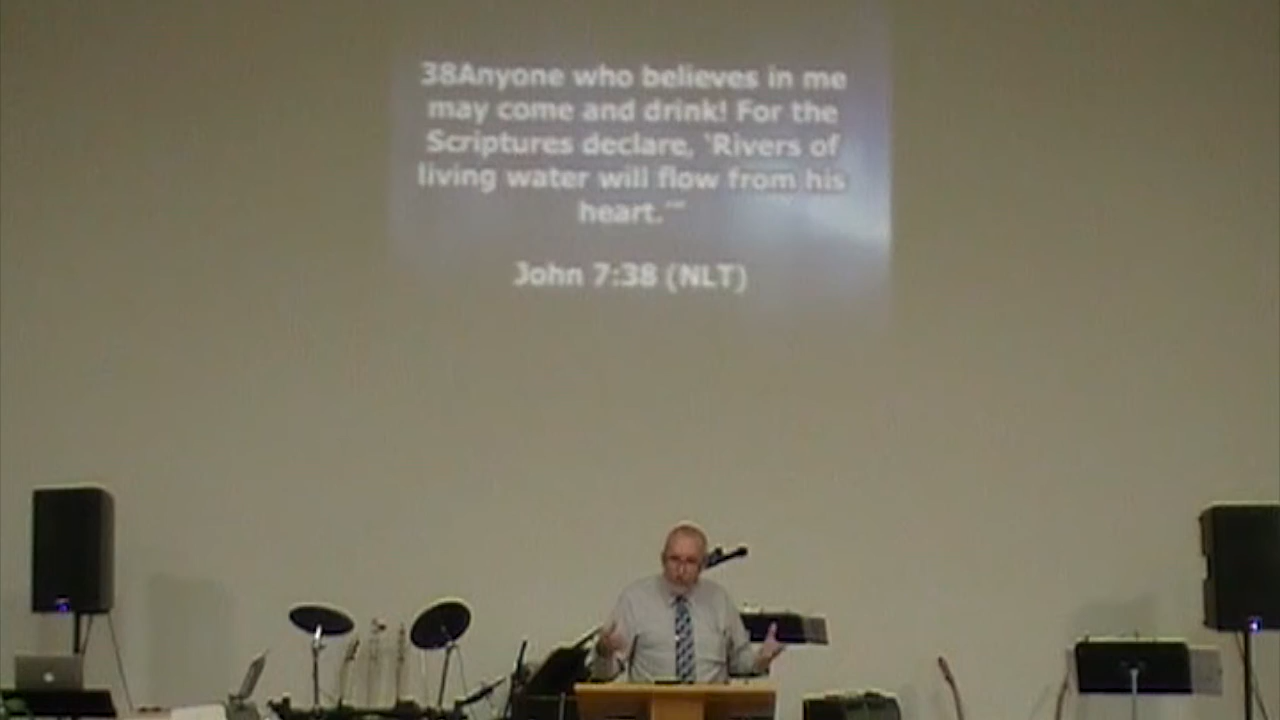 38Anyone who believes in me
may come and drink! For the
Scriptures declare, ‘Rivers of
living water will flow from his
heart.’”
John 7:38 (NLT)